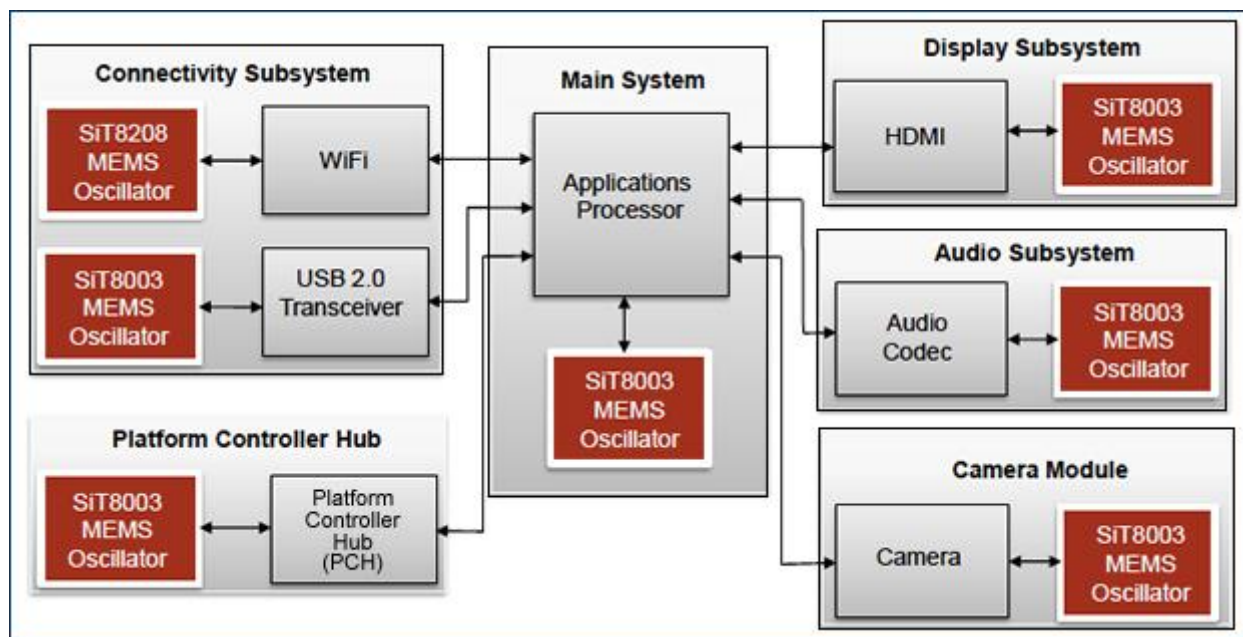 Connectivity Subsystem
SiT8208
MEMS
Oscillator
WiFi
SiT8003
MEMS
Oscillator
USB 2.0
Transceiver
Platform Controller Hub
SiT8003
MEMS
Oscillator
Platform
Controller
Hub
(PCH)
Main System
Applications
Processor
SiT8003
MEMS
Oscillator
Display Subsystem
HDMI
SiT8003
MEMS
Oscillator
Audio Subsystem
Audio
Codec
SiT8003
MEMS
Oscillator
Camera Module
Camera
SiT8003
MEMS
Oscillator